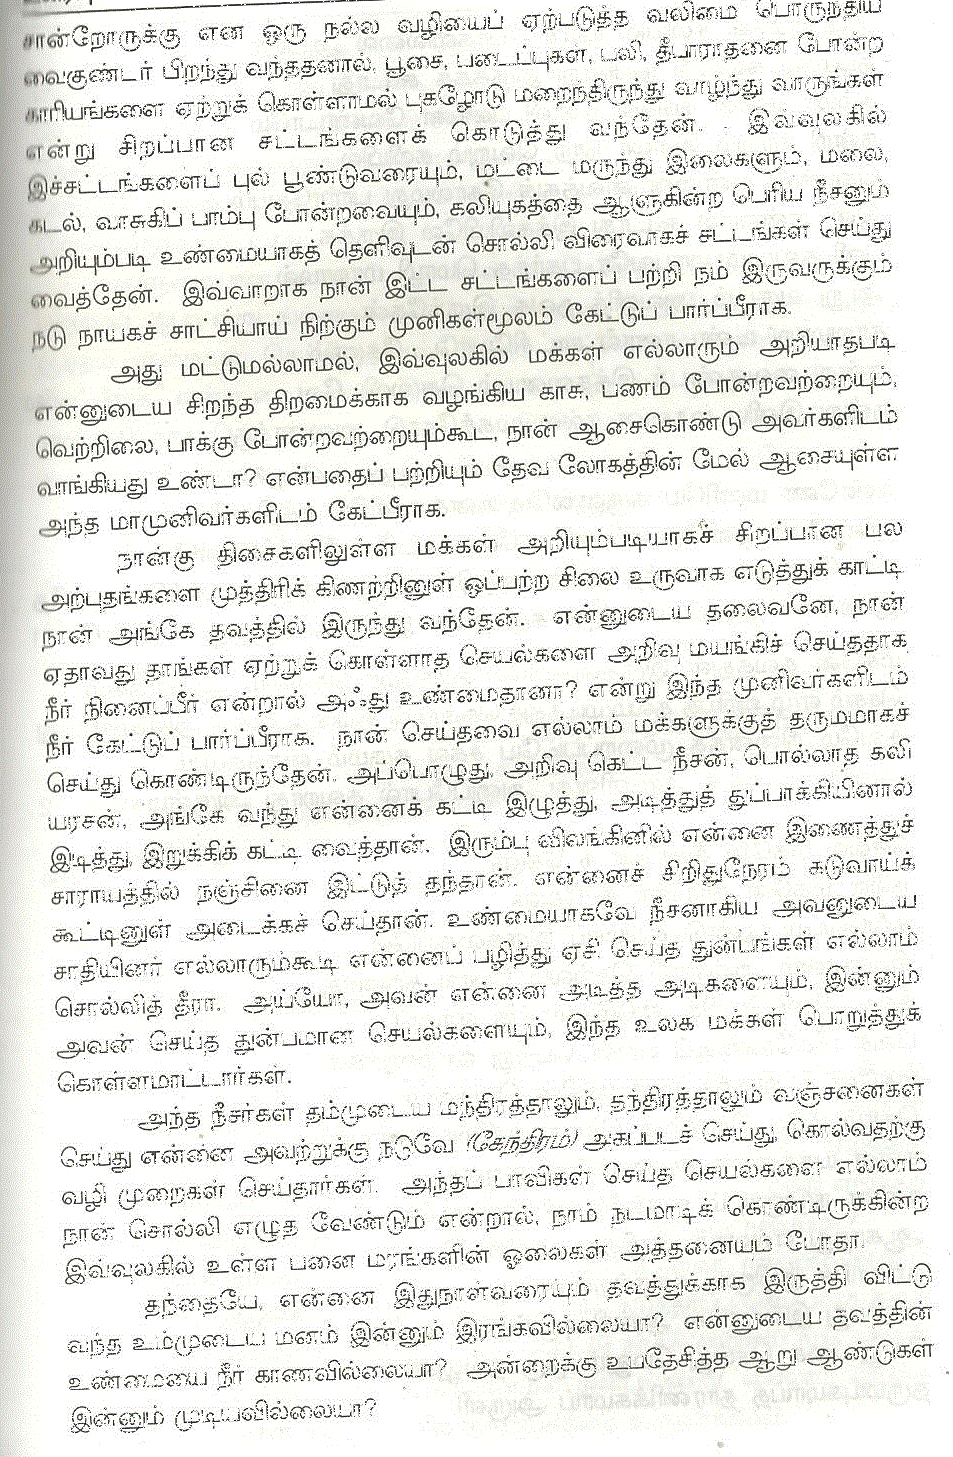 சான்றோருக்கு என ஒரு நல்ல வழியைப் ஏற்படுத்த வலிமை பொருந்திய
வைகுண்டர் பிறந்து வந்ததனால், பூசை, படைப்புகள், பலி, தீபாராதனை போன்ற
காரியங்களை ஏற்றுக் கொள்ளாமல் புகழோடு மறைந்திருந்து வாழ்ந்து வாருங்கள்
என்று சிறப்பான சட்டங்களைக் கொடுத்து வந்தேன். இவ்வுலகில்
இச்சட்டங்களைப் புல் பூண்டுவரையும், மட்டை மருந்து இலைகளும், மலை,
கடல், வாசுகிப் பாம்பு போன்றவையும், கலியுகத்தை ஆளுகின்ற பெரிய நீசனும்
அறியும்படி உண்மையாகத் தெளிவுடன் சொல்லி விரைவாகச் சட்டங்கள் செய்து
வைத்தேன். இவ்வாறாக நான் இட்ட சட்டங்களைப் பற்றி நம் இருவருக்கும்
நடு நாயகச் சாட்சியாய் நிற்கும் முனிகள்மூலம் கேட்டுப் பார்ப்பீராக.
அது மட்டுமல்லாமல், இவ்வுலகில் மக்கள் எல்லாரும் அறியாதபடி
என்னுடைய சிறந்த திறமைக்காக வழங்கிய காசு, பணம் போன்றவற்றையும்,
வெற்றிலை, பாக்கு போன்றவற்றையும்கூட, நான் ஆசைகொண்டு அவர்களிடம்
வாங்கியது உண்டா? என்பதைப் பற்றியும் தேவ லோகத்தின் மேல் ஆசையுள்ள
அந்த மாமுனிவர்களிடம் கேட்பீராக.
நான்கு திசைகளிலுள்ள மக்கள் அறியும்படியாகச் சிறப்பான பல
அற்புதங்களை முத்திரிக் கிணற்றினுள் ஒப்பற்ற சிலை உருவாக எடுத்துக் காட்டி
நான் அங்கே தவத்தில் இருந்து வந்தேன். என்னுடைய தலைவனே, நான்
ஏதாவது தாங்கள் ஏற்றுக் கொள்ளாத செயல்களை அறிவு மயங்கிச் செய்ததாக
நீர் நினைப்பீர் என்றால் அஃது உண்மைதானா? என்று இந்த முனிவர்களிடம்
நீர் கேட்டுப் பார்ப்பீராக. நான் செய்தவை எல்லாம் மக்களுக்குத் தருமமாகச்
செய்து கொண்டிருந்தேன். அப்பொழுது, அறிவு கெட்ட நீசன், பொல்லாத கலி
யரசன், அங்கே வந்து என்னைக் கட்டி இழுத்து, அடித்துத் துப்பாக்கியினால்
இடித்து, இறுக்கிக் கட்டி வைத்தான். இரும்பு விலங்கினில் என்னை இணைத்துச்
சாராயத்தில் நஞ்சினை இட்டுத் தந்தான். என்னைச் சிறிதுநேரம் கடுவாய்க்
கூட்டினுள் அடைக்கச் செய்தான். உண்மையாகவே நீசனாகிய அவனுடைய
சாதியினர் எல்லாரும்கூடி என்னைப் பழித்து ஏசி செய்த துன்பங்கள் எல்லாம்
சொல்லித் தீரா. அய்யோ, அவன் என்னை அடித்த அடிகளையும், இன்னும்
அவன் செய்த துன்பமான செயல்களையும், இந்த உலக மக்கள் பொறுத்துக்
கொள்ளமாட்டார்கள்.
அந்த நீசர்கள் தம்முடைய மந்திரத்தாலும், தந்திரத்தாலும் வஞ்சனைகள்
செய்து என்னை அவற்றுக்கு நடுவே (கேந்திரம்) அகப்படச் செய்து, கொல்வதற்கு
வழி முறைகள் செய்தார்கள். அந்தப் பாவிகள் செய்த செயல்களை எல்லாம்
நான் சொல்லி எழுத வேண்டும் என்றால், நாம் நடமாடிக் கொண்டிருக்கின்ற
இவ்வுலகில் உள்ள பனை மரங்களின் ஓலைகள் அத்தனையும் போதா.
தந்தையே, என்னை இதுநாள்வரையும் தவத்துக்காக இருத்தி விட்டு
வந்த உம்முடைய மனம் இன்னும் இரங்கவில்லையா? என்னுடைய தவத்தின்
உண்மையை நீர் காணவில்லையா? அன்றைக்கு உபதேசித்த ஆறு ஆண்டுகள்
இன்னும் முடியவில்லையா?